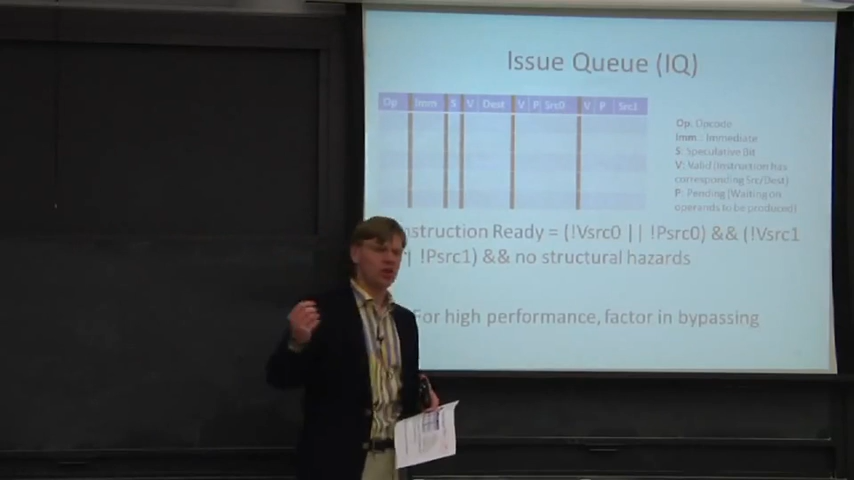 Issue Queue (IQ)
Op Imm S V Dest V P Src0 V P Src1
Op: Opcode
Imm.: Immediate
S: Speculative Bit
V: Valid (Instruction has
corresponding Src/Dest)
P: Pending (Waiting on
operands to be produced)
nstruction Ready = (!Vsrc0 || !Psrc0) && (!Vsrc1
|| !Psrc1) && no structural hazards
For high performance, factor in bypassing